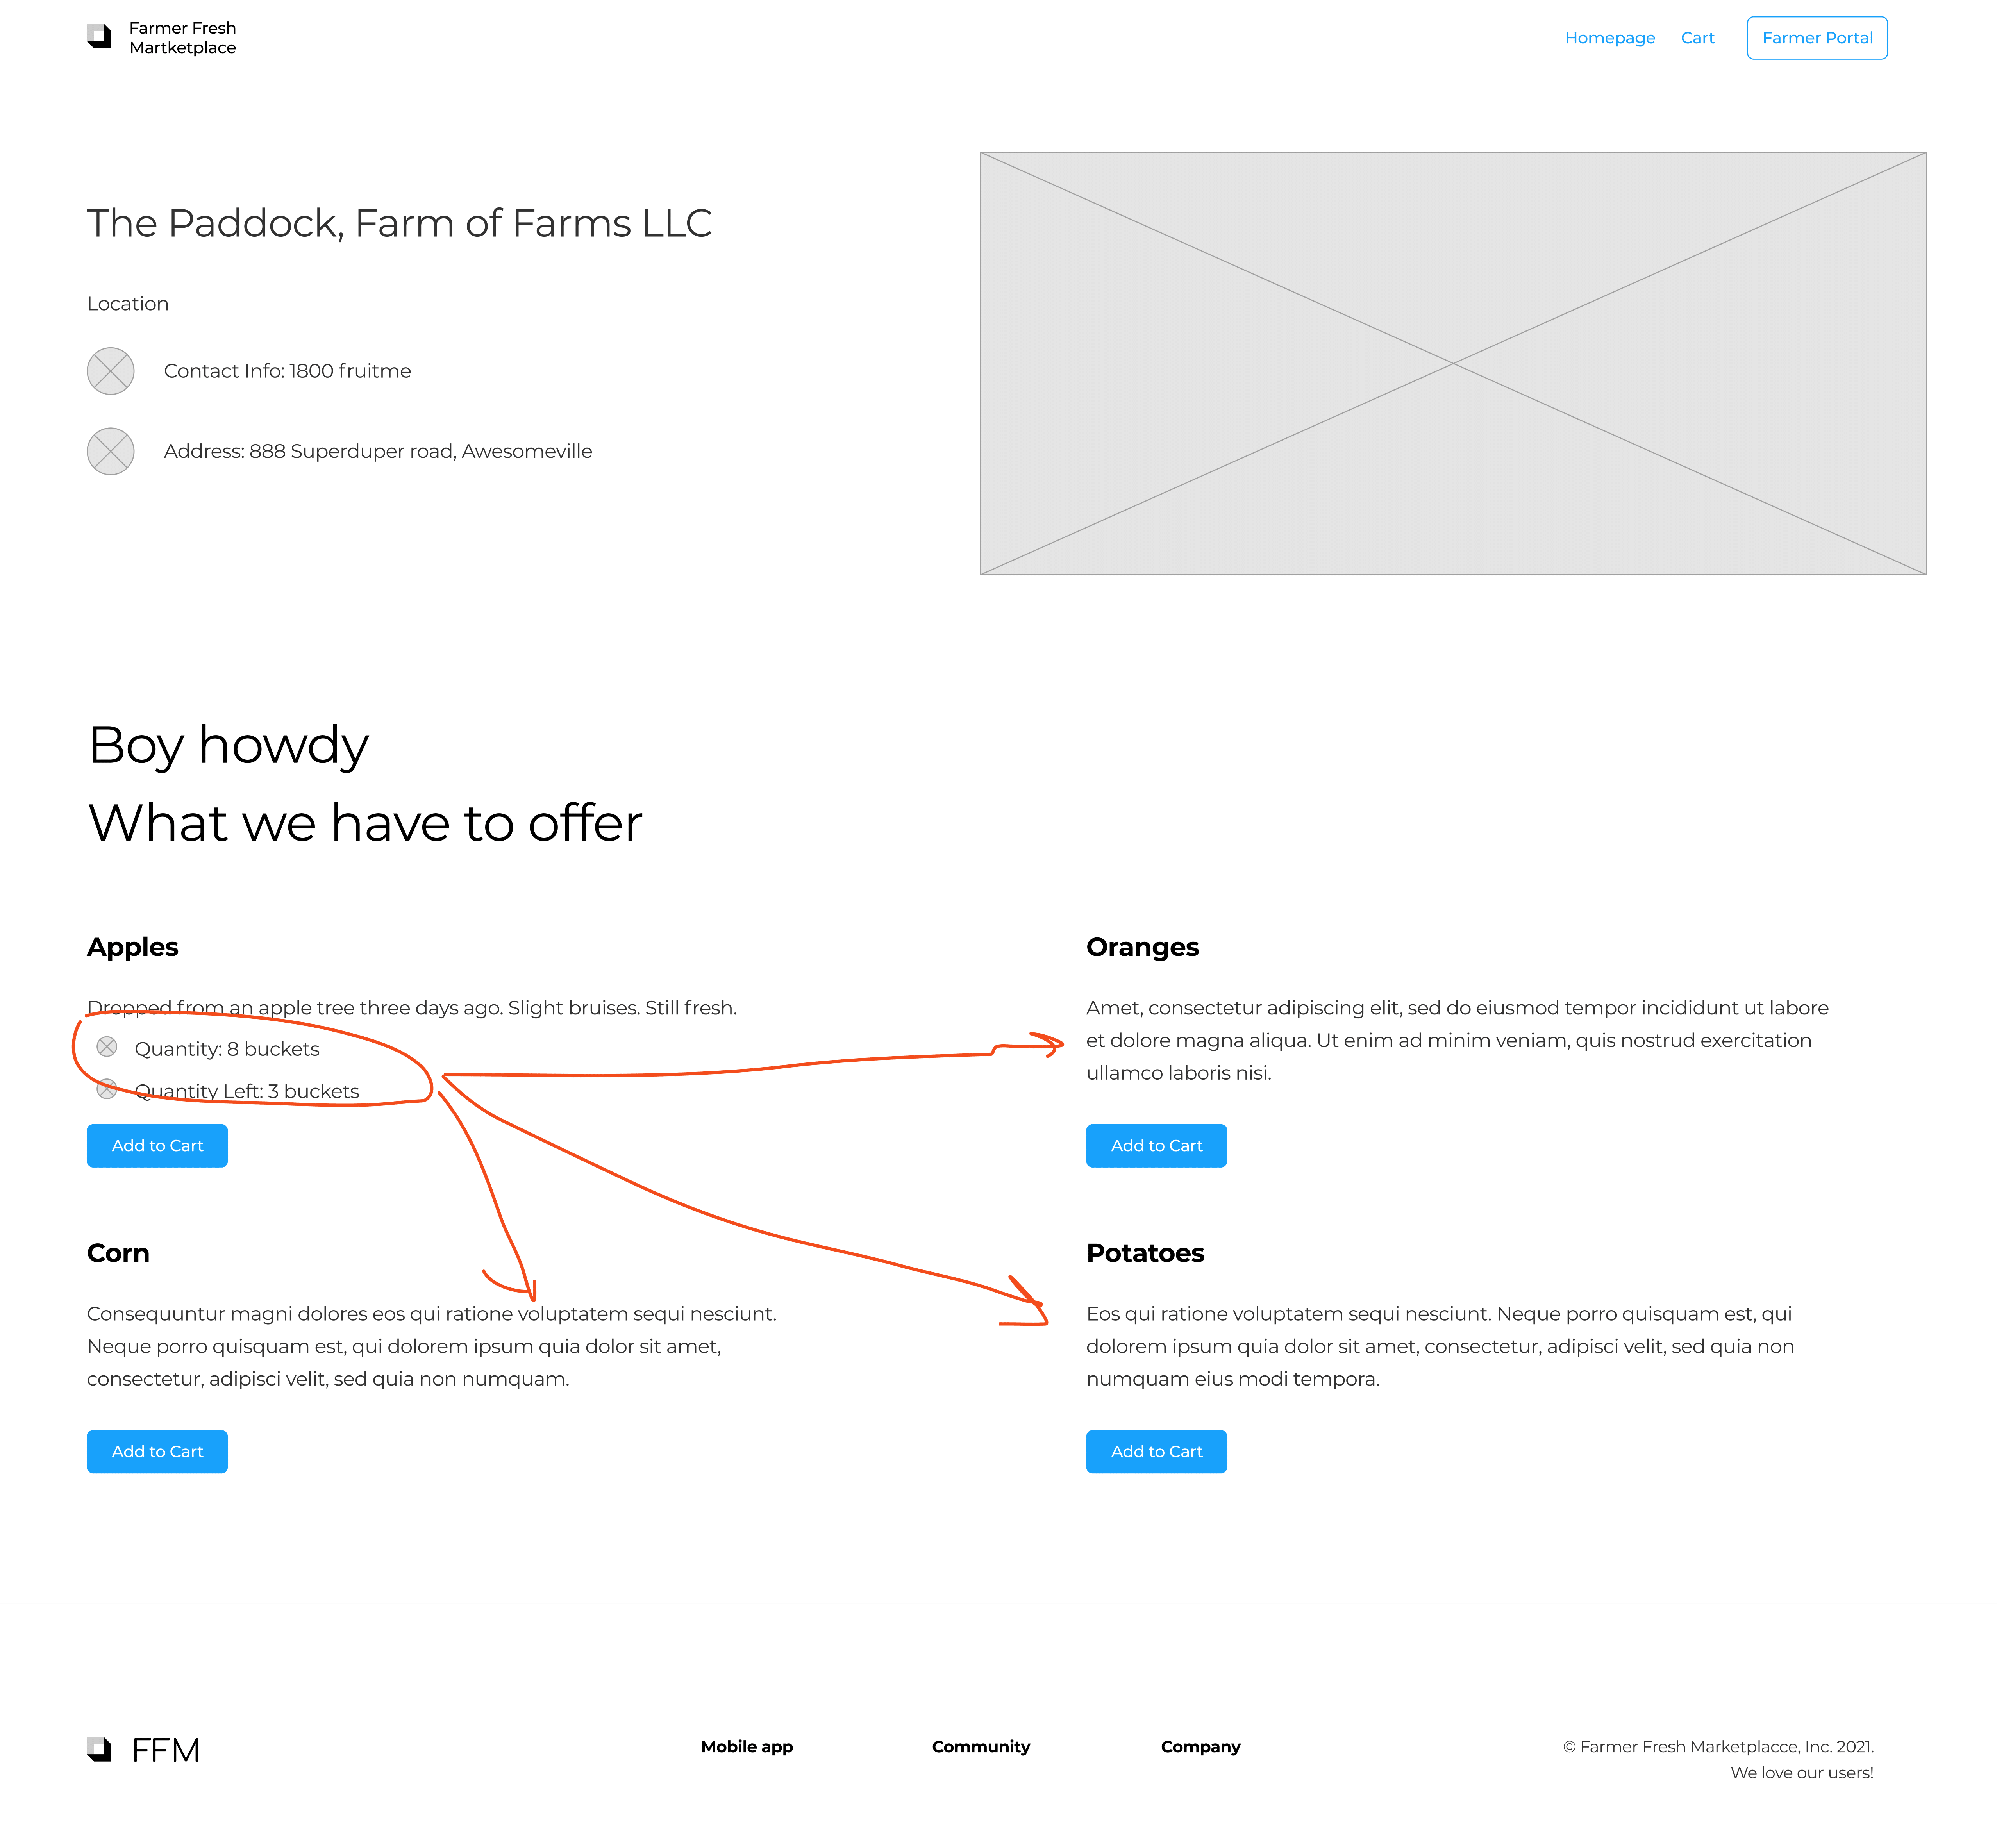 Farmer Fresh
Martketplace
Homepage
Cart
Farmer Portal
The Paddock, Farm of Farms LLC
Location
Contact Info: 1800 fruitme
Address: 888 Superduper road, Awesomeville
Boy howdy
What we have to offer
Apples
Dropped from an apple tree three days ago. Slight bruises. Still fresh.
Quantity: 8 buckets
Quantity Left: 3 buckets
Add to Cart
Oranges
Amet, consectetur adipiscing elit, sed do eiusmod tempor incididunt ut labore
et dolore magna aliqua. Ut enim ad minim veniam, quis nostrud exercitation
ullamco laboris nisi.
Add to Cart
Corn
Consequuntur magni dolores eos qui ratione voluptatem sequi nesciunt.
Neque porro quisquam est, qui dolorem ipsum quia dolor sit amet,
consectetur, adipisci velit, sed quia non numquam.
Add to Cart
Potatoes
Eos qui ratione voluptatem sequi nesciunt. Neque porro quisquam est, qui
dolorem ipsum quia dolor sit amet, consectetur, adipisci velit, sed quia non
numquam eius modi tempora.
Add to Cart
FFM
Mobile app
Community
Company
© Farmer Fresh Marketplacce, Inc. 2021.
We love our users!